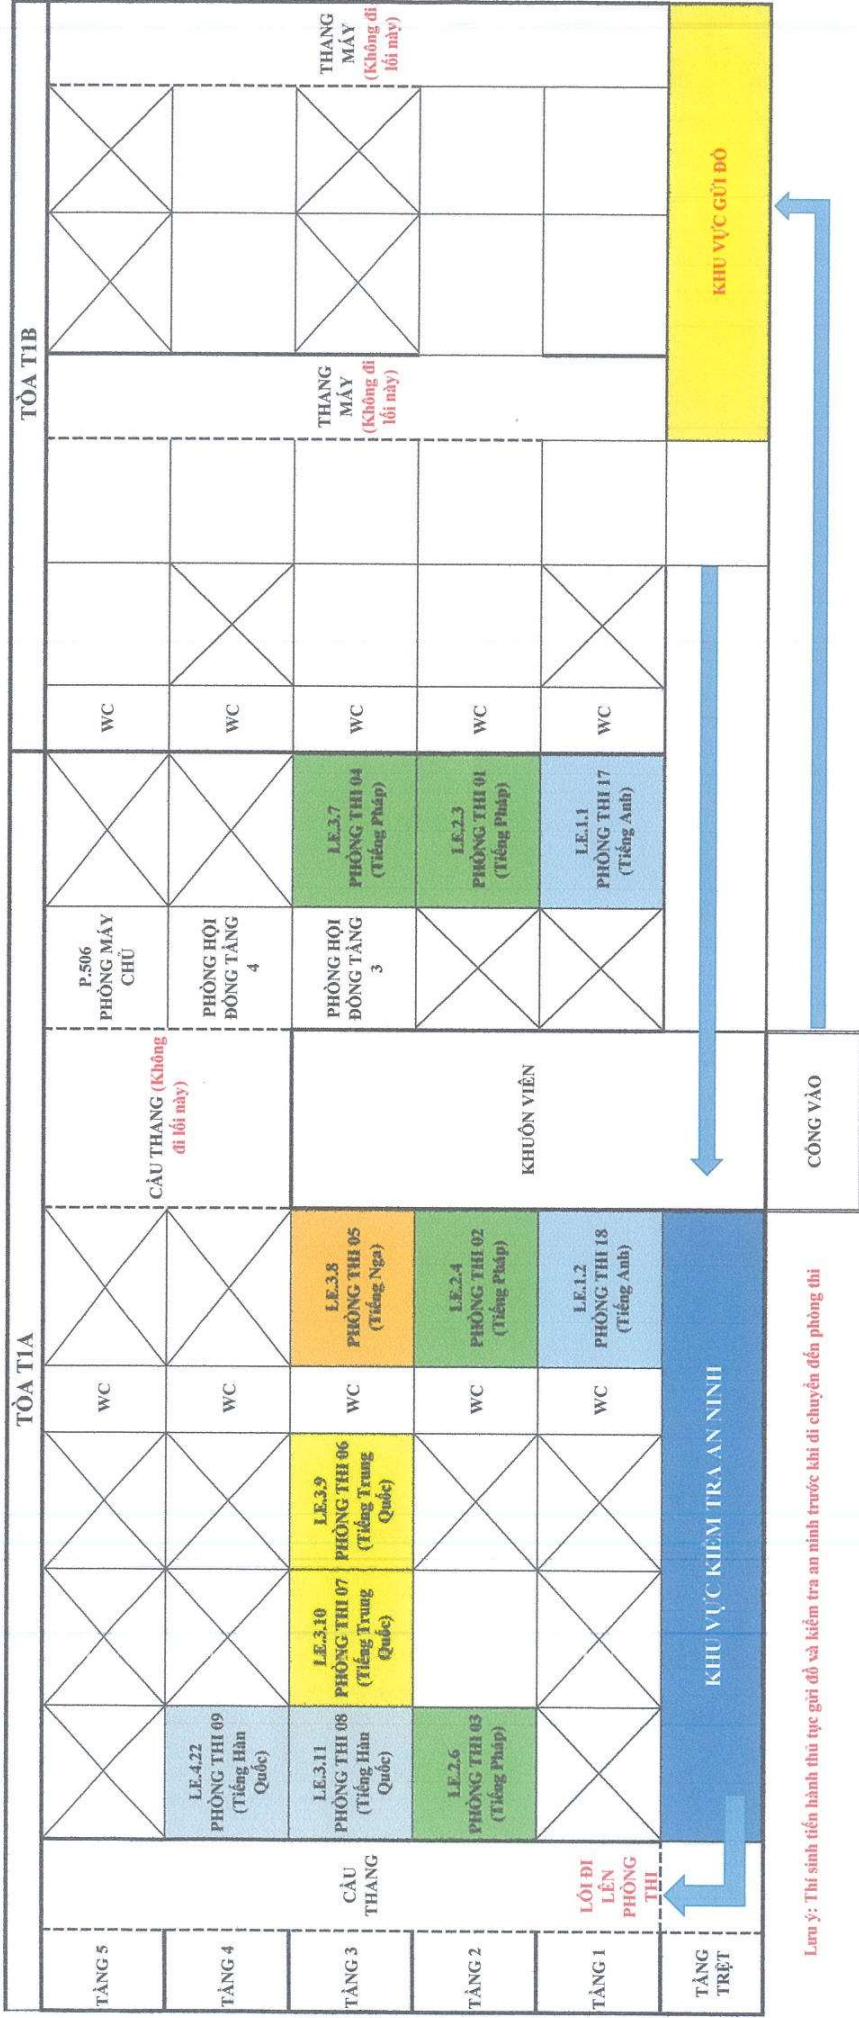 TÒA T1A
TÒA T1B
TẦNG 5
WC
CẦU THANG (Không
đi lối này)
P.506
PHÒNG MÁY
CHỦ
WC
TẦNG 4
LE.4.22
PHÒNG THI 09
(Tiếng Hàn
Quốc)
WC
PHÒNG HỘI
ĐỒNG TẦNG
4
WC
TẦNG 3
CẦU
THANG
LE.3.11
PHÒNG THI 08
(Tiếng Hàn
Quốc)
LE.3.10
PHÒNG THI 07
(Tiếng Trung
Quốc)
LE.3.9
PHÒNG THI 06
(Tiếng Trung
Quốc)
WC
LE.3.8
PHÒNG THI 05
(Tiếng Nga)
PHÒNG HỘI
ĐỒNG TẦNG
3
LE.3.7
PHÒNG THI 04
(Tiếng Pháp)
WC
THANG
MÁY
(Không đi
lối này)
THANG
MÁY
(Không đi
lối này)
TẦNG 2
LE.2.6
PHÒNG THI 03
(Tiếng Pháp)
WC
LE.2.4
PHÒNG THI 02
(Tiếng Pháp)
KHUÔN VIÊN
LE.2.3
PHÒNG THI 01
(Tiếng Pháp)
WC
TẦNG 1
LỐI ĐI
LÊN
PHÒNG
THI
WC
LE.1.2
PHÒNG THI 18
(Tiếng Anh)
LE.1.1
PHÒNG THI 17
(Tiếng Anh)
WC
TẦNG
TRỆT
KHU VỰC KIỂM TRA AN NINH
KHU VỰC GỬI ĐỒ
CỔNG VÀO
Lưu ý: Thí sinh tiến hành thủ tục gửi đồ và kiểm tra an ninh trước khi di chuyển đến phòng thi